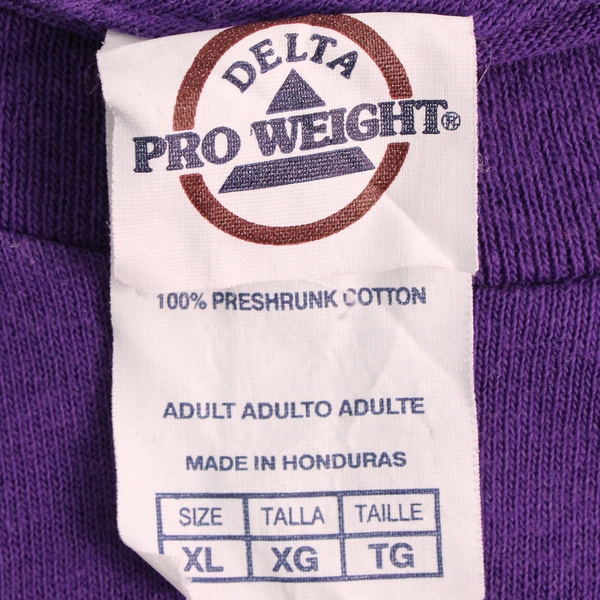 DELTA
PRO WEIGHT®
100% PRESHRUNK COTTON
ADULT ADULTO ADULTE
MADE IN HONDURAS
SIZE TALLA TAILLE
XL XG TG